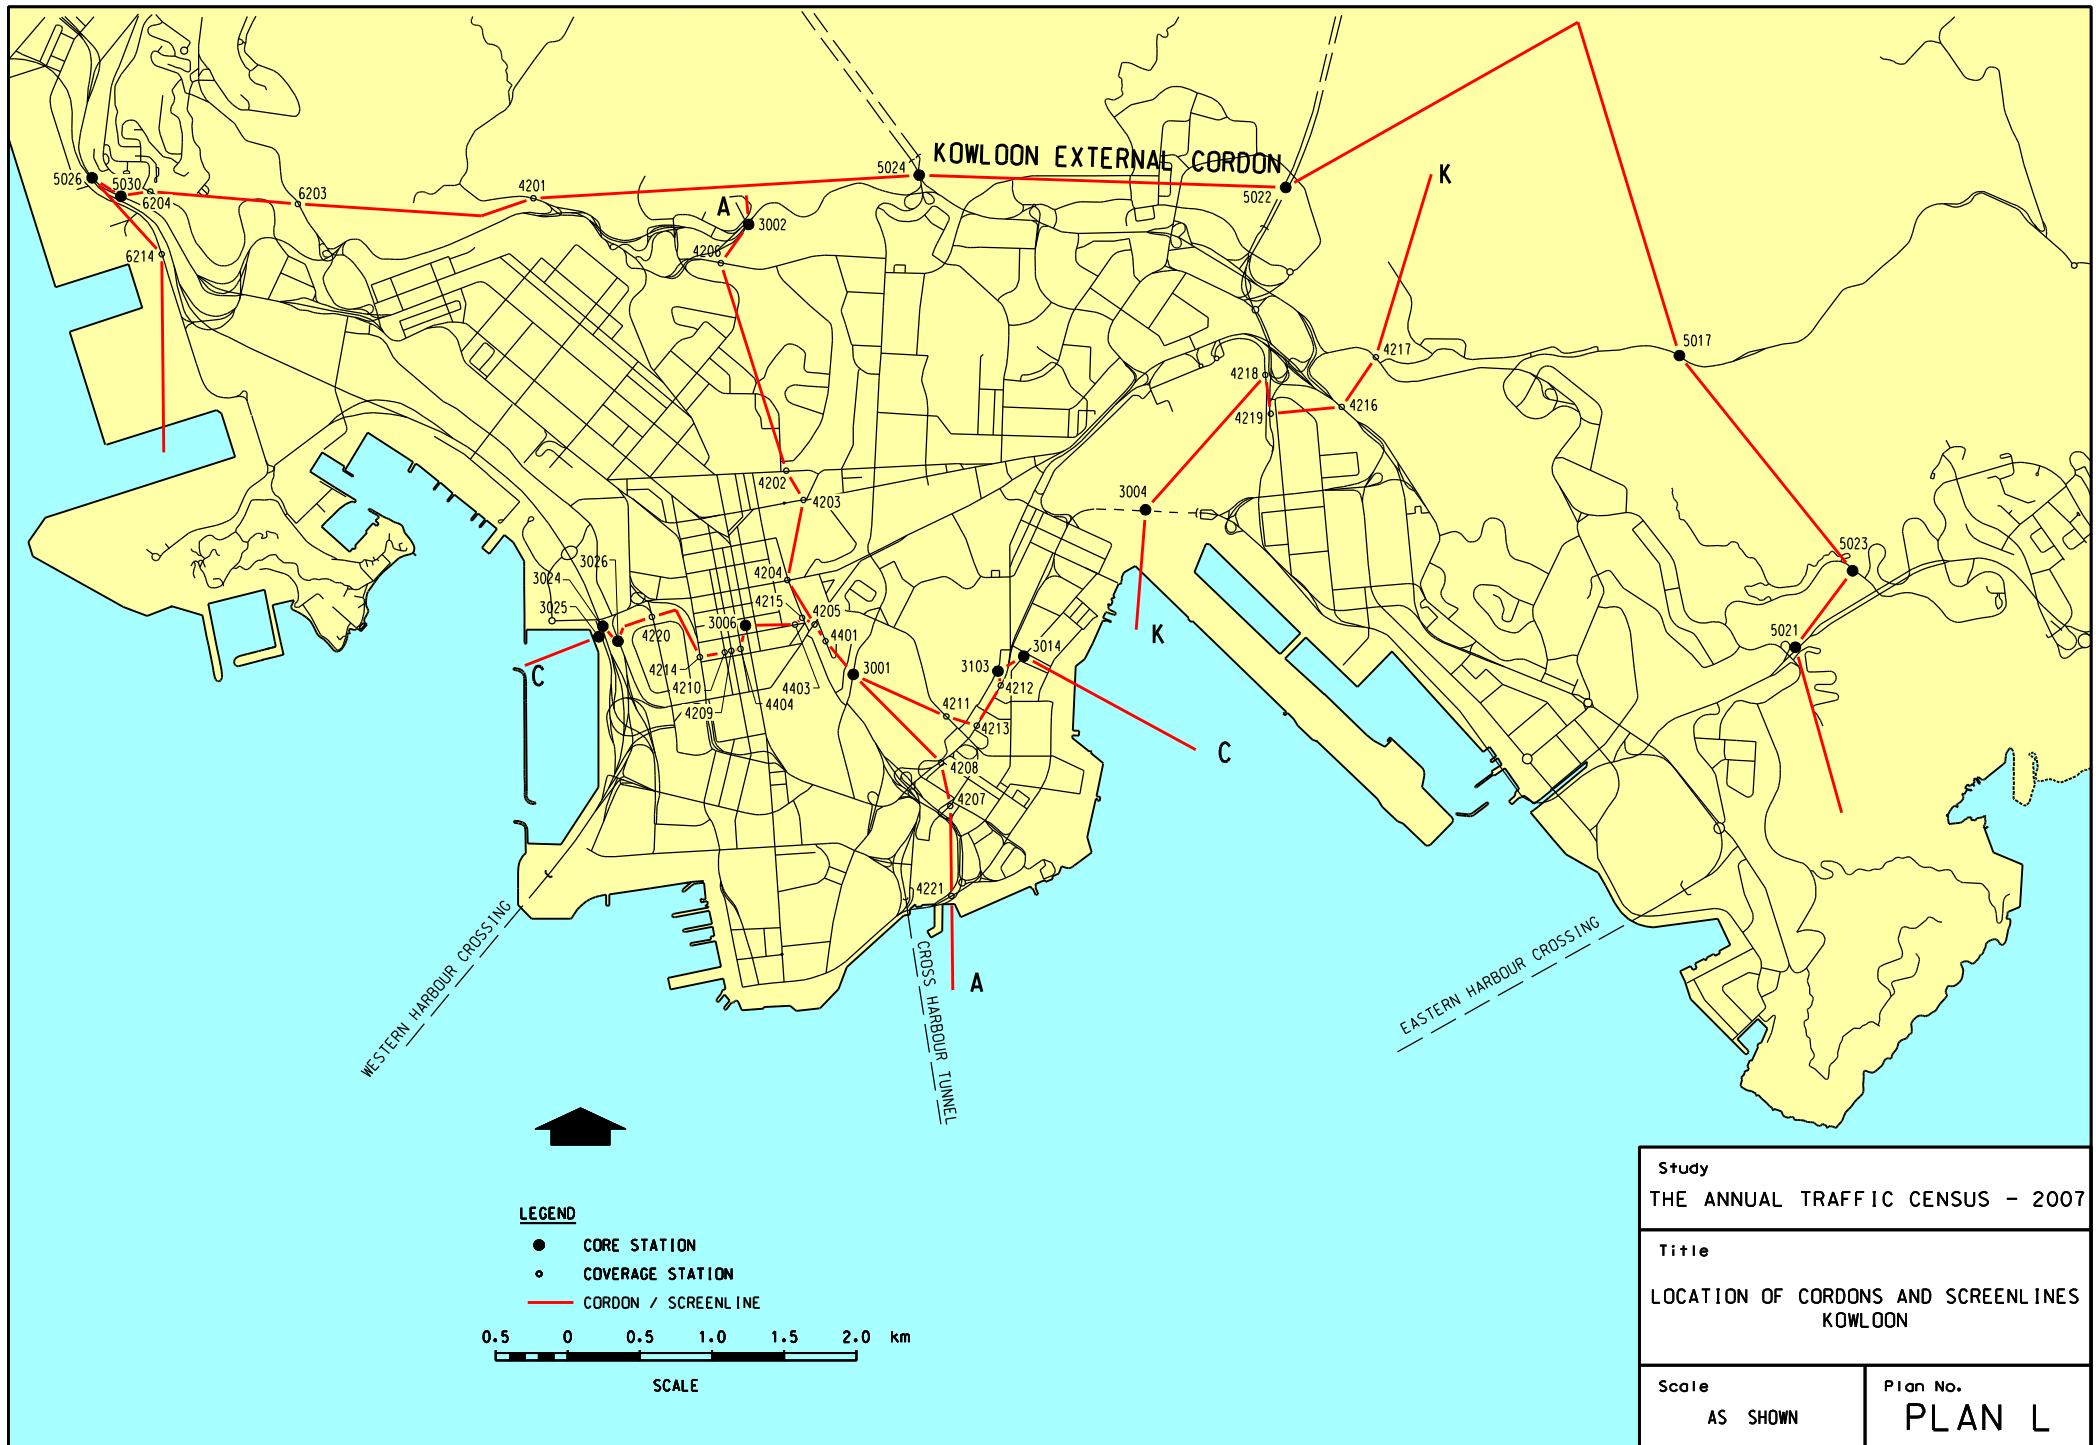 KOWLOON EXTERNAL CORDON
5024
K
5026
5030
6204
6203
4201
5022
A
3002
4206
6214
4217
5017
4218
4216
4219
4202
4203
3004
3026
5023
3024
4204
3025
4215
4205
3006
4401
4220
K
5021
4214
3001
3103
3014
C
4210
4403
4212
4209
4404
4211
4213
C
4208
4207
4221
A
WESTERN HARBOUR CROSSING
CROSS HARBOUR TUNNEL
EASTERN HARBOUR CROSSING
LEGEND
CORE STATION
COVERAGE STATION
CORDON / SCREENLINE
0.5 0 0.5 1.0 1.5 2.0 km
SCALE
Study
THE ANNUAL TRAFFIC CENSUS - 2007
Title
LOCATION OF CORDONS AND SCREENLINES
KOWLOON
Scale
AS SHOWN
Plan No.
PLAN L